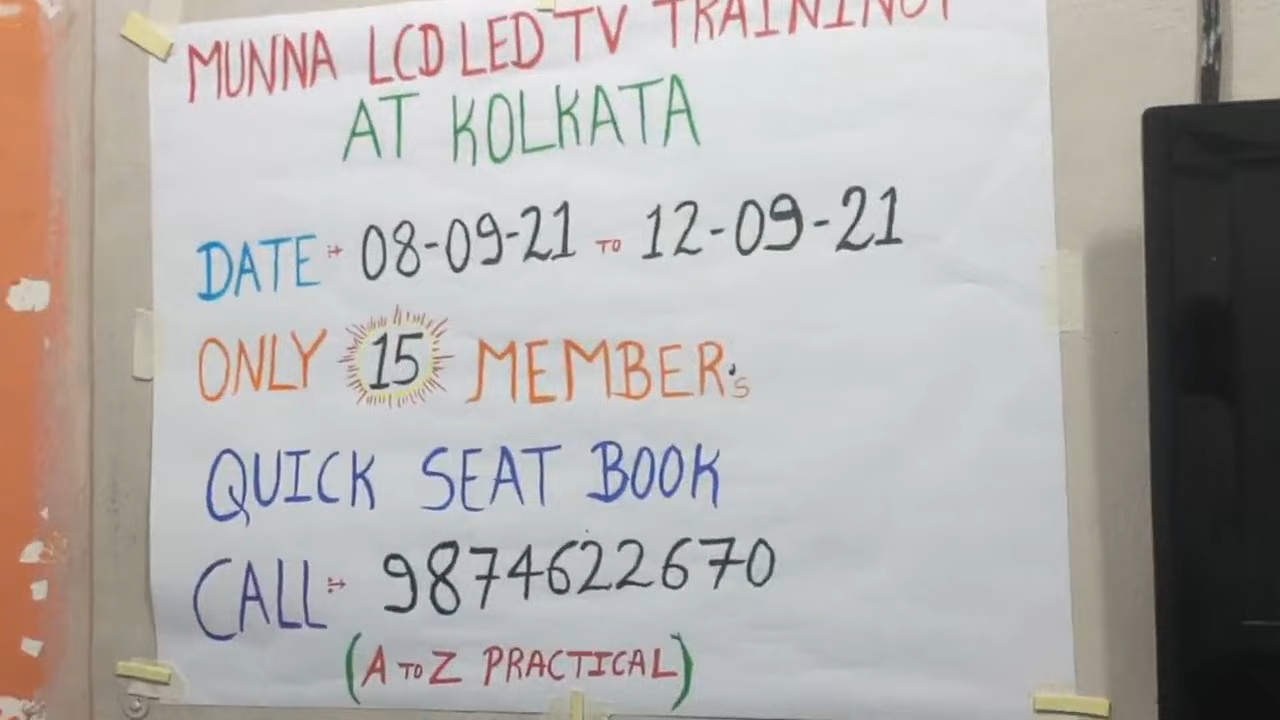 MUNNA LCD LED TV TRAINING
AT KOLKATA
DATE :→ 08-09-21 TO 12-09-21
ONLY 15 MEMBER's
QUICK SEAT BOOK
CALL :→ 9874622670
(A TO Z PRACTICAL)